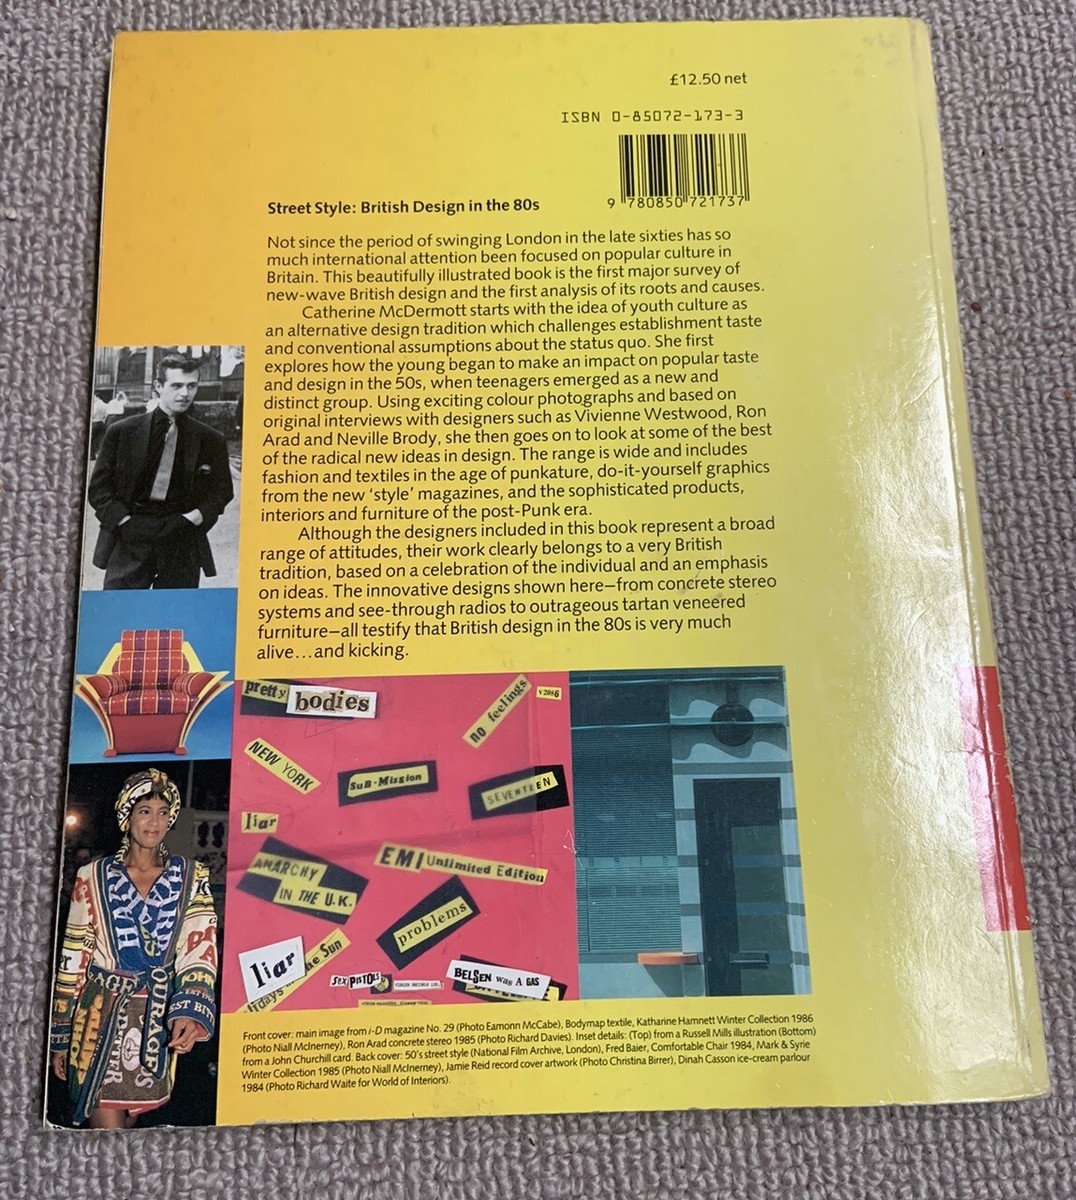 £12.50 net
ISBN 0-85072-173-3
9 780850 721737
Street Style: British Design in the 80s
Not since the period of swinging London in the late sixties has so
much international attention been focused on popular culture in
Britain. This beautifully illustrated book is the first major survey of
new-wave British design and the first analysis of its roots and causes.
Catherine McDermott starts with the idea of youth culture as
an alternative design tradition which challenges establishment taste
and conventional assumptions about the status quo. She first
explores how the young began to make an impact on popular taste
and design in the 50s, when teenagers emerged as a new and
distinct group. Using exciting colour photographs and based on
original interviews with designers such as Vivienne Westwood, Ron
Arad and Neville Brody, she then goes on to look at some of the best
of the radical new ideas in design. The range is wide and includes
fashion and textiles in the age of punkature, do-it-yourself graphics
from the new 'style' magazines, and the sophisticated products,
interiors and furniture of the post-Punk era.
Although the designers included in this book represent a broad
range of attitudes, their work clearly belongs to a very British
tradition, based on a celebration of the individual and an emphasis
on ideas. The innovative designs shown here—from concrete stereo
systems and see-through radios to outrageous tartan veneered
furniture—all testify that British design in the 80s is very much
alive...and kicking.
pretty bodies
no feelings
V2086
NEW YORK
SUB-Mission
SEVENTEEN
liar
ANARCHY
IN THE U.K.
EMI Unlimited Edition
problems
liar
the Sun
SEX PISTOLS
BELSEN was A GAS
Front cover: main image from i-D magazine No. 29 (Photo Eamonn McCabe), Bodymap textile, Katharine Hamnett Winter Collection 1986
(Photo Niall McInerney), Ron Arad concrete stereo 1985 (Photo Richard Davies). Inset details: (Top) from a Russell Mills illustration (Bottom)
from a John Churchill card. Back cover: 50's street style (National Film Archive, London), Fred Baier, Comfortable Chair 1984, Mark & Syrie
Winter Collection 1985 (Photo Niall McInerney), Jamie Reid record cover artwork (Photo Christina Birrer), Dinah Casson ice-cream parlour
1984 (Photo Richard Waite for World of Interiors).